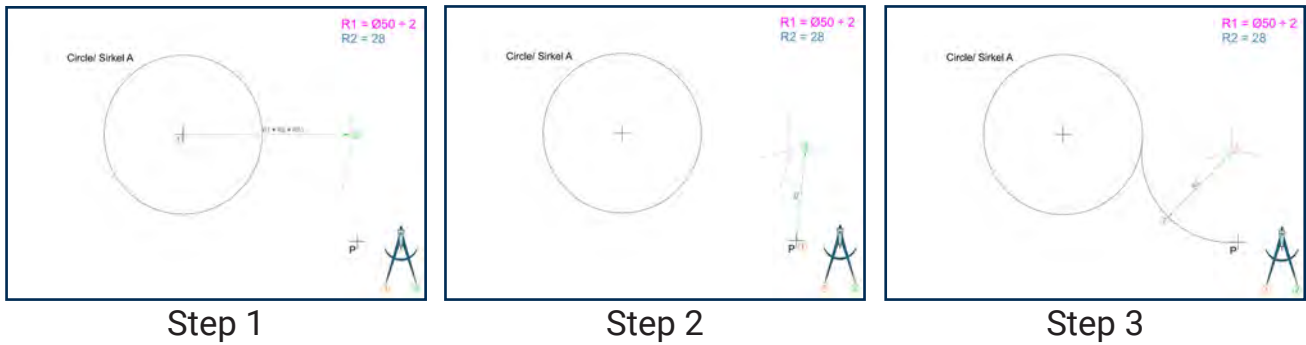 R1 = Ø50 ÷ 2
R2 = 28
Circle/ Sirkel A
P
Step 1
R1 = Ø50 ÷ 2
R2 = 28
Circle/ Sirkel A
P
Step 2
R1 = Ø50 ÷ 2
R2 = 28
Circle/ Sirkel A
P
Step 3